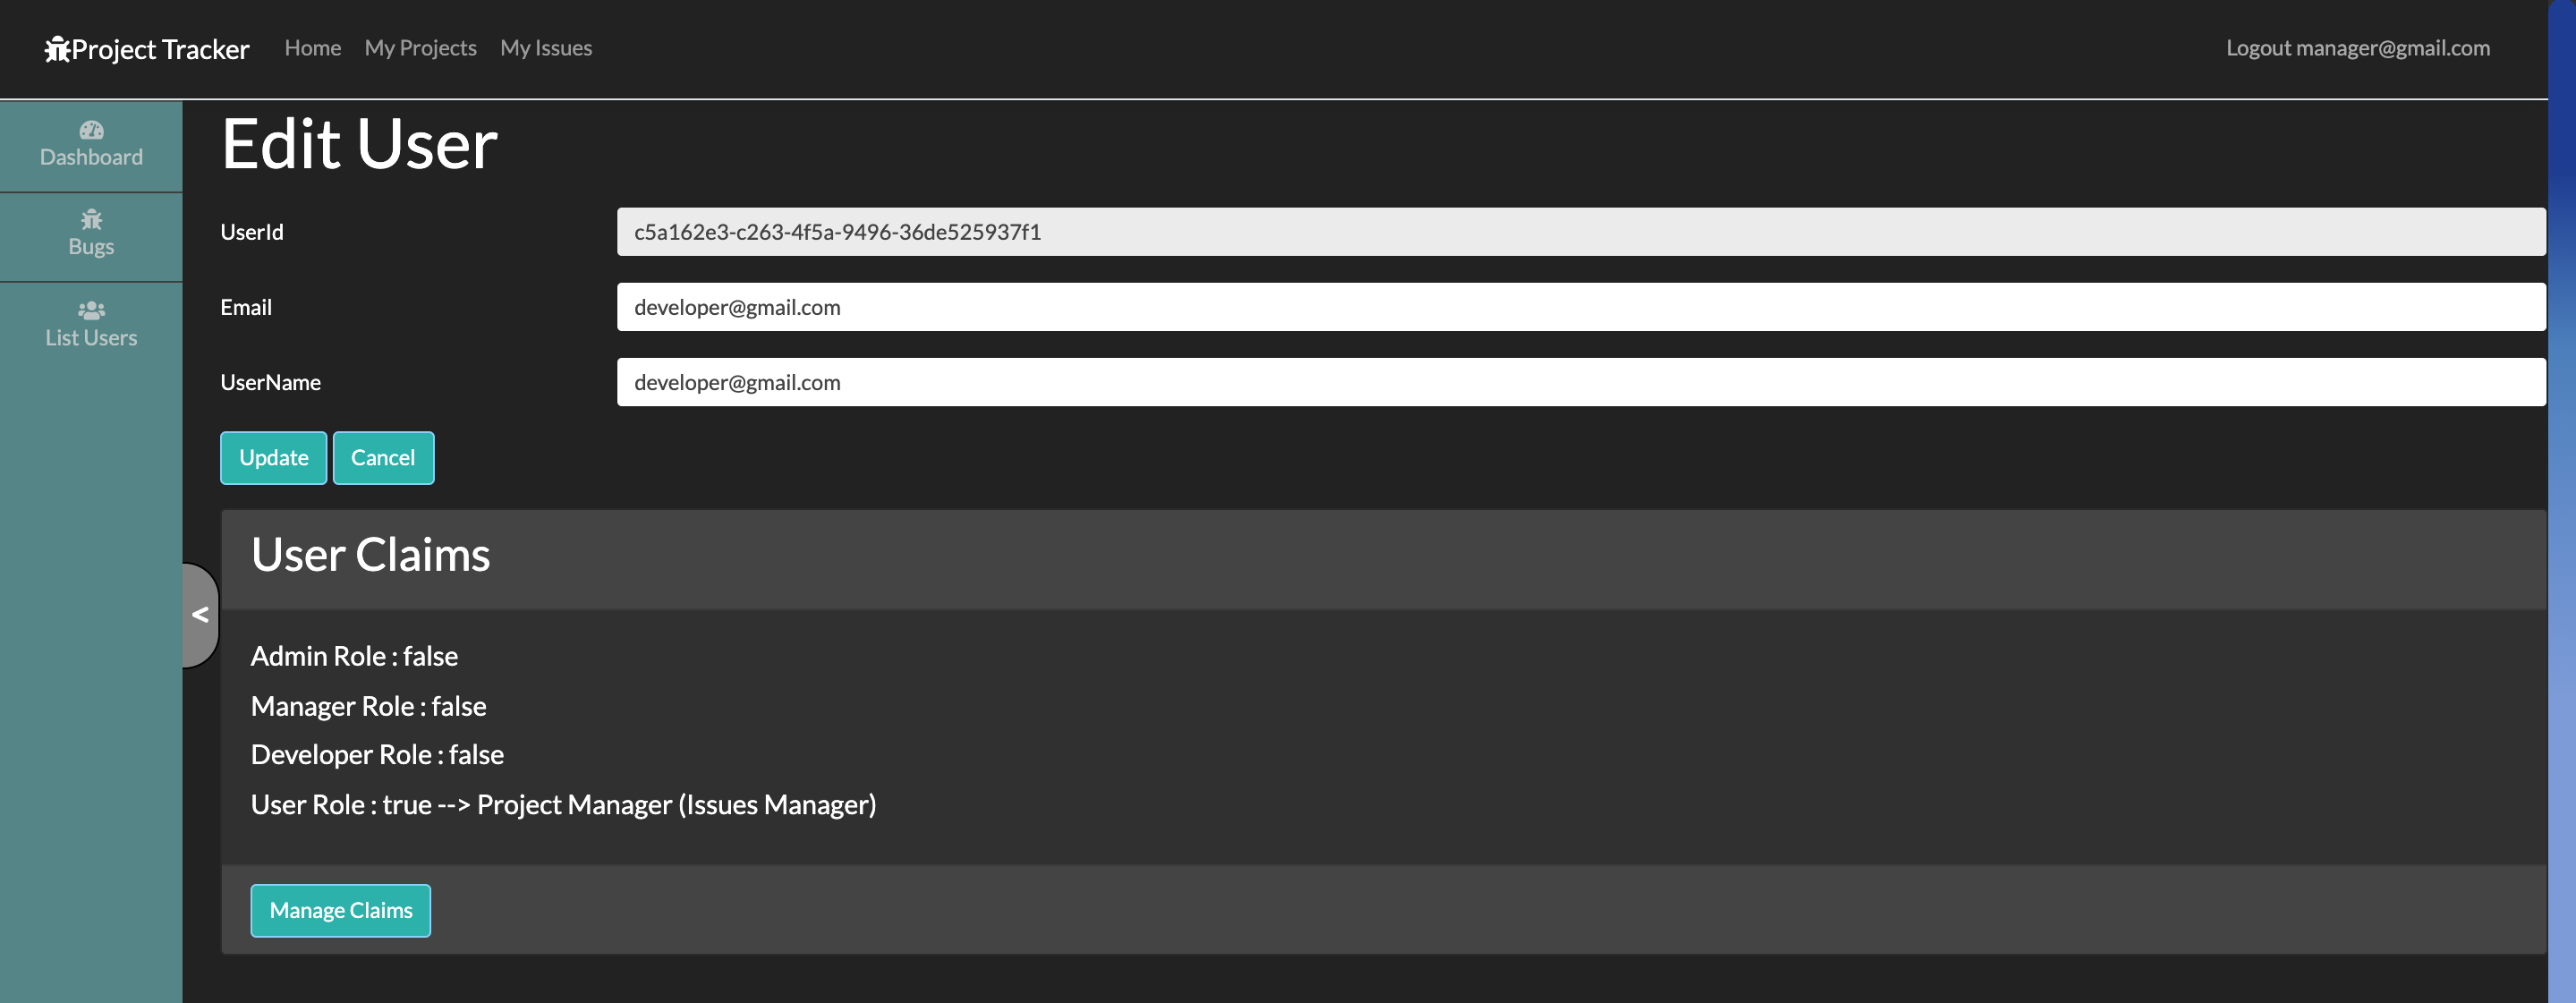 Project Tracker Home My Projects My Issues Logout manager@gmail.com
Dashboard
Bugs
List Users
Edit User
UserId c5a162e3-c263-4f5a-9496-36de525937f1
Email developer@gmail.com
UserName developer@gmail.com
Update Cancel
User Claims
<
Admin Role : false
Manager Role : false
Developer Role : false
User Role : true --> Project Manager (Issues Manager)
Manage Claims